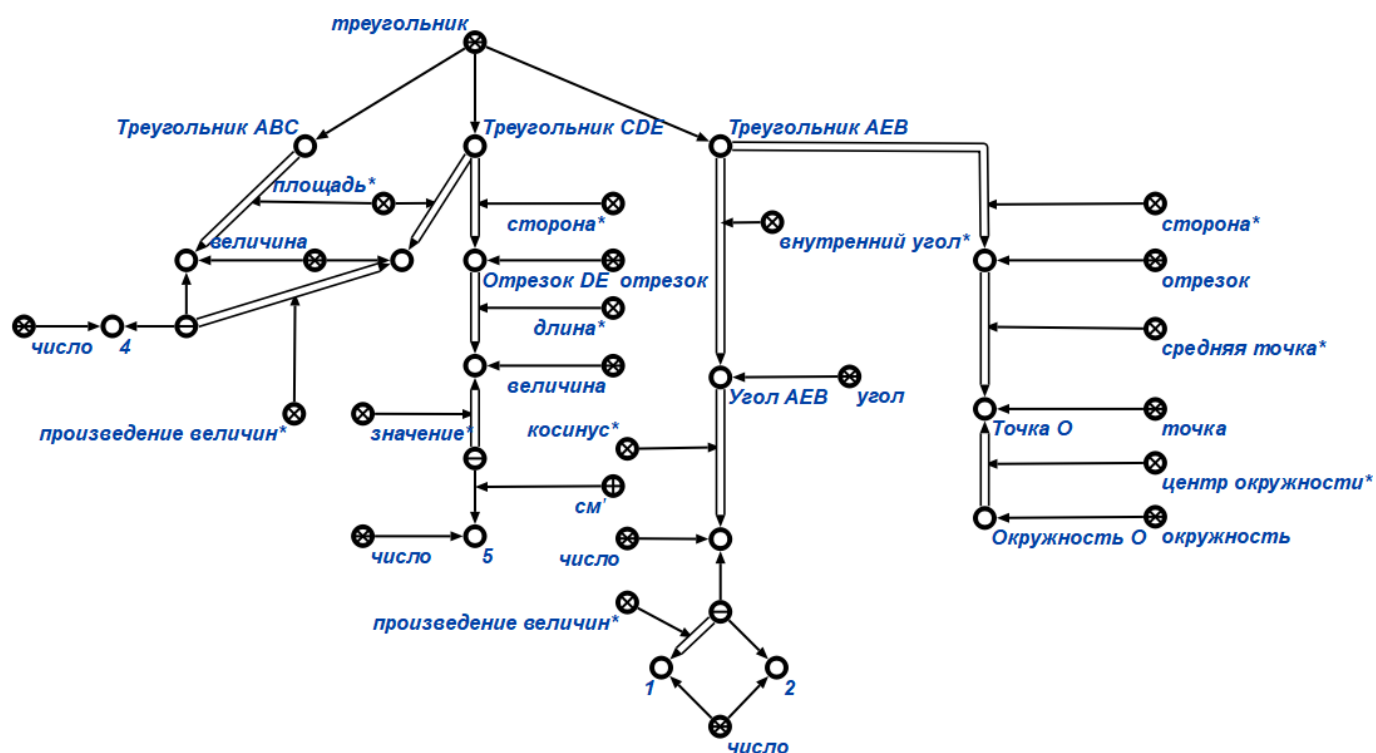 треугольник
Треугольник ABC
Треугольник CDE
Треугольник AEB
площадь*
сторона*
внутренний угол*
сторона*
величина
Отрезок DE
отрезок
отрезок
длина*
число
4
средняя точка*
величина
Угол AEB
угол
произведение величин*
значение*
косинус*
Точка O
точка
центр окружности*
см'
число
5
число
Окружность O
окружность
произведение величин*
1
2
число